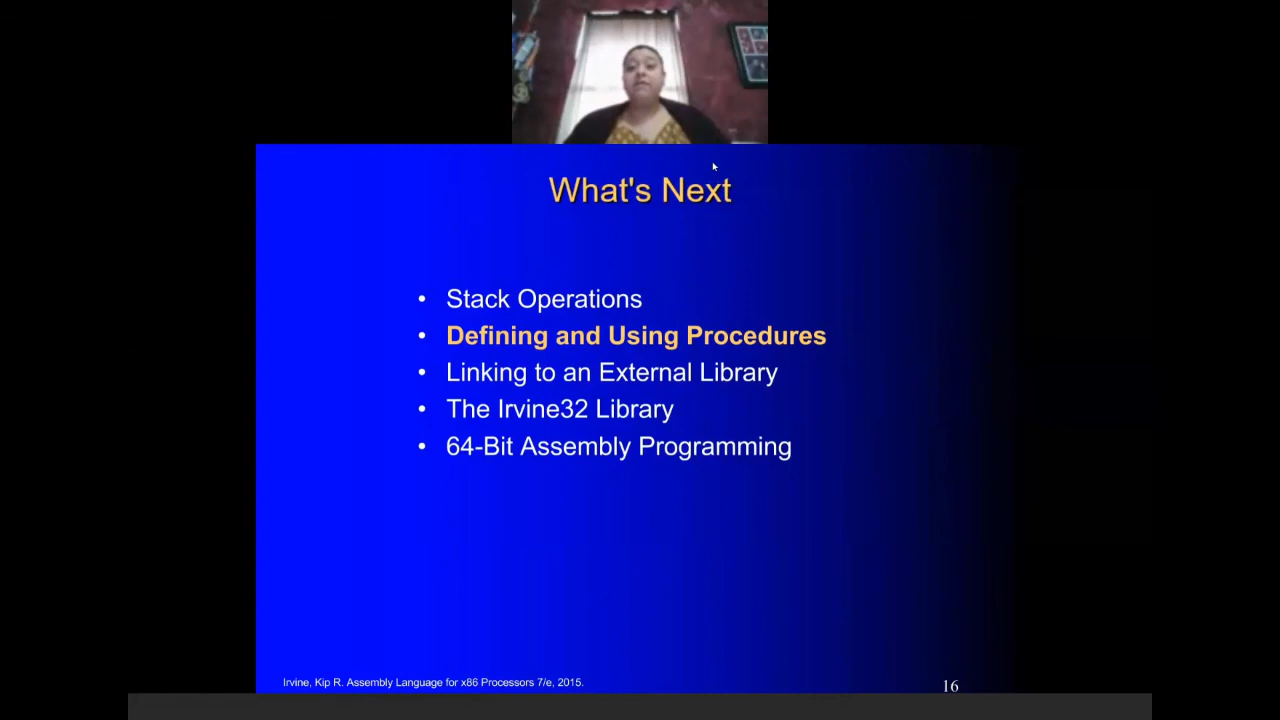 What's Next
• Stack Operations
• Defining and Using Procedures
• Linking to an External Library
• The Irvine32 Library
• 64-Bit Assembly Programming
Irvine, Kip R. Assembly Language for x86 Processors 7/e, 2015.
16